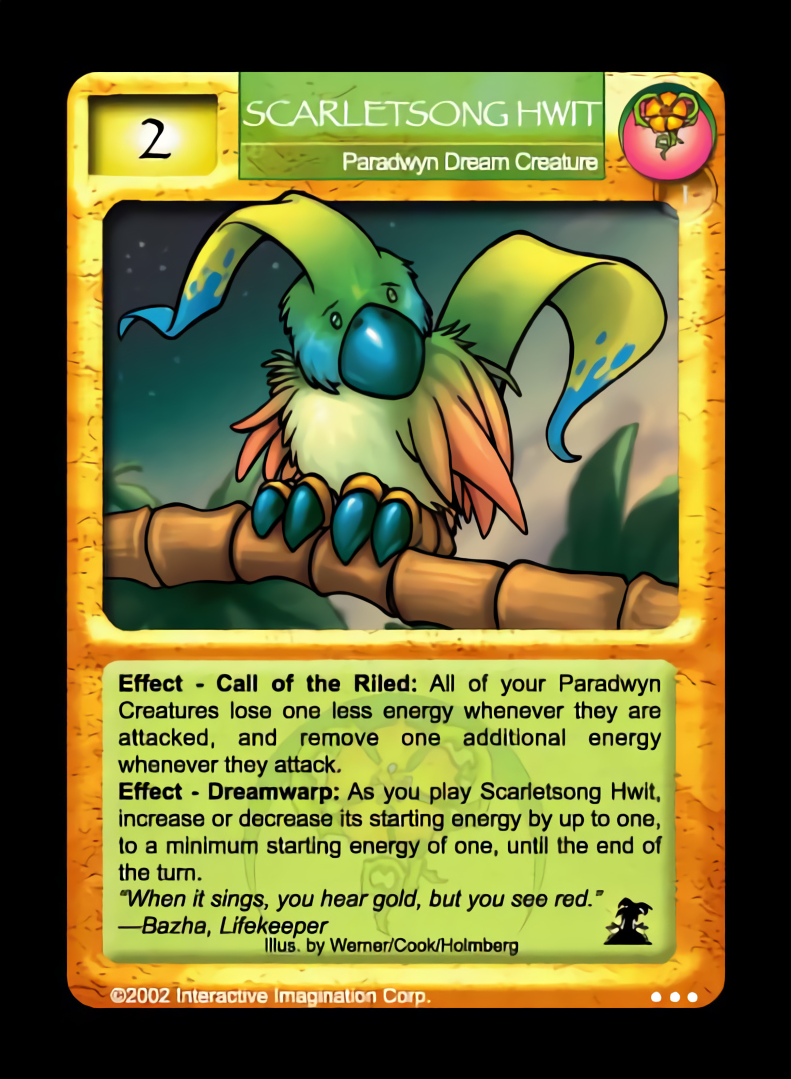 2
SCARLETSONG HWIT
Paradwyn Dream Creature
1
Effect - Call of the Riled: All of your Paradwyn
Creatures lose one less energy whenever they are
attacked, and remove one additional energy
whenever they attack.
Effect - Dreamwarp: As you play Scarletsong Hwit,
increase or decrease its starting energy by up to one,
to a minimum starting energy of one, until the end of
the turn.
"When it sings, you hear gold, but you see red."
—Bazha, Lifekeeper
Illus. by Werner/Cook/Holmberg
©2002 Interactive Imagination Corp.